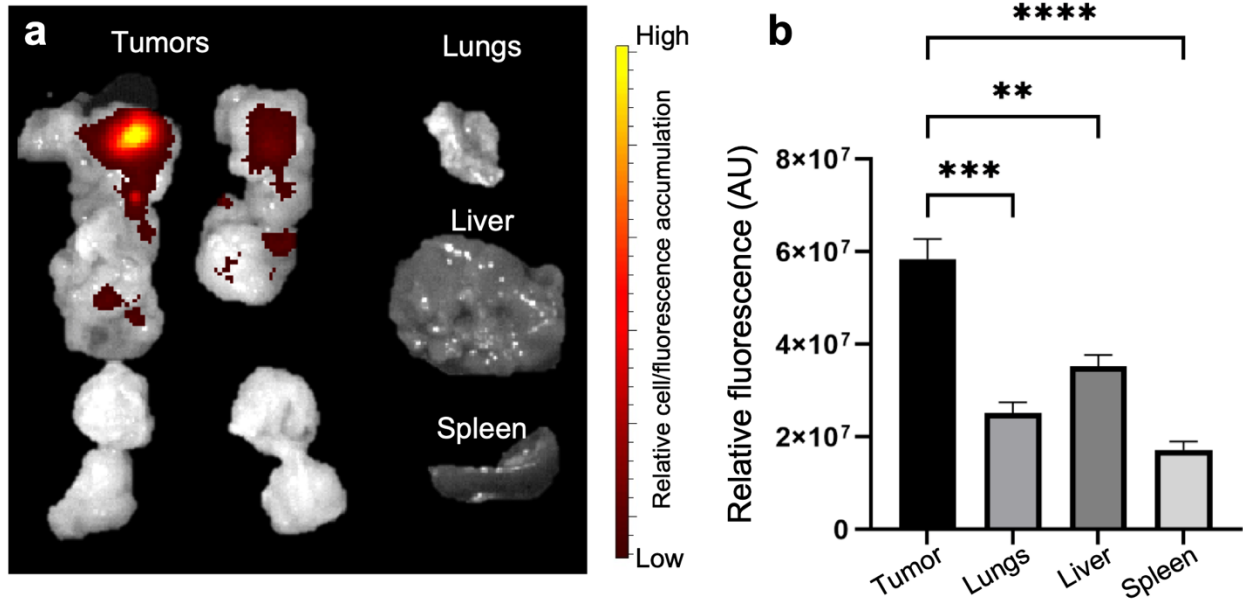 a
Tumors
Lungs
Liver
Spleen
High
Relative cell/fluorescence accumulation
Low
b
****
**
***
Relative fluorescence (AU)
8×10⁷
6×10⁷
4×10⁷
2×10⁷
0
Tumor
Lungs
Liver
Spleen